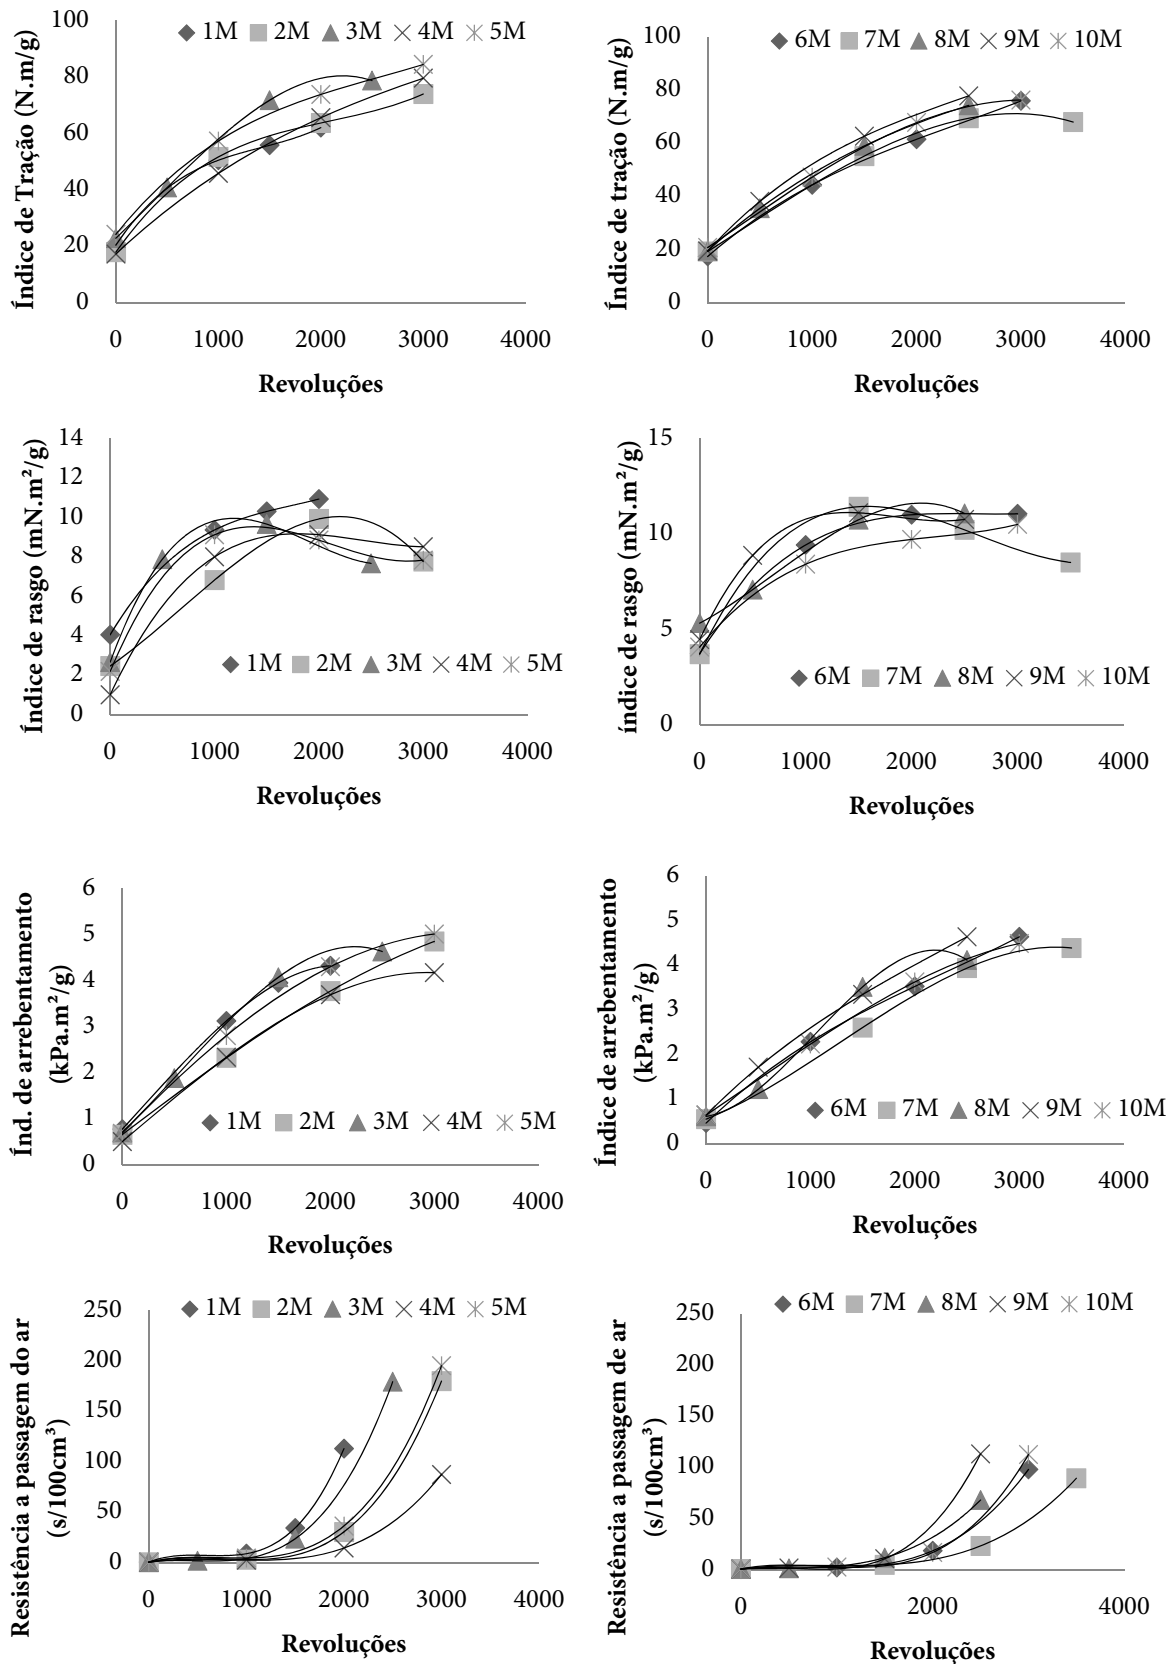 1M 2M 3M 4M 5M
Índice de Tração (N.m/g)
100
80
60
40
20
0
0 1000 2000 3000 4000
Revoluções
6M 7M 8M 9M 10M
Índice de tração (N.m/g)
100
80
60
40
20
0
0 1000 2000 3000 4000
Revoluções
Índice de rasgo (mN.m²/g)
14
12
10
8
6
4
2
0
1M 2M 3M 4M 5M
0 1000 2000 3000 4000
Revoluções
índice de rasgo (mN.m²/g)
15
10
5
0
6M 7M 8M 9M 10M
0 1000 2000 3000 4000
Revoluções
Índ. de arrebentamento
(kPa.m²/g)
6
5
4
3
2
1
0
1M 2M 3M 4M 5M
0 1000 2000 3000 4000
Revoluções
Índice de arrebentamento
(kPa.m²/g)
6
5
4
3
2
1
0
6M 7M 8M 9M 10M
0 1000 2000 3000 4000
Revoluções
1M 2M 3M 4M 5M
Resistência a passagem do ar
(s/100cm³)
250
200
150
100
50
0
0 1000 2000 3000 4000
Revoluções
6M 7M 8M 9M 10M
Resistência a passagem de ar
(s/100cm³)
250
200
150
100
50
0
0 2000 4000
Revoluções